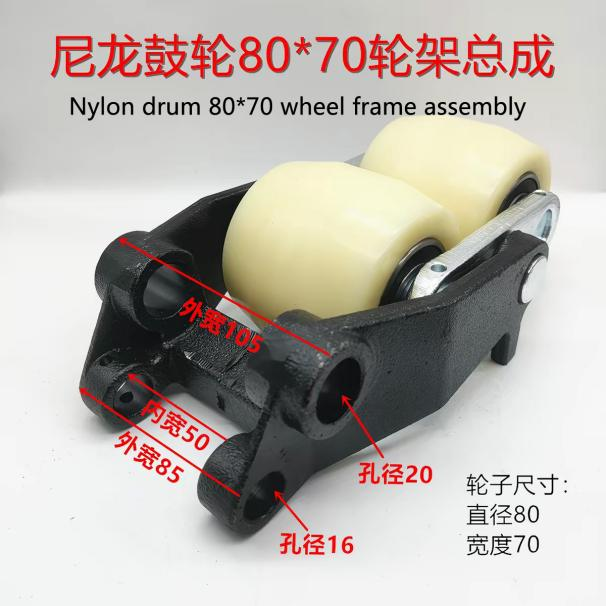 尼龙鼓轮80*70轮架总成
Nylon drum 80*70 wheel frame assembly
外宽105
内宽50
外宽85
孔径20
孔径16
轮子尺寸:
直径80
宽度70